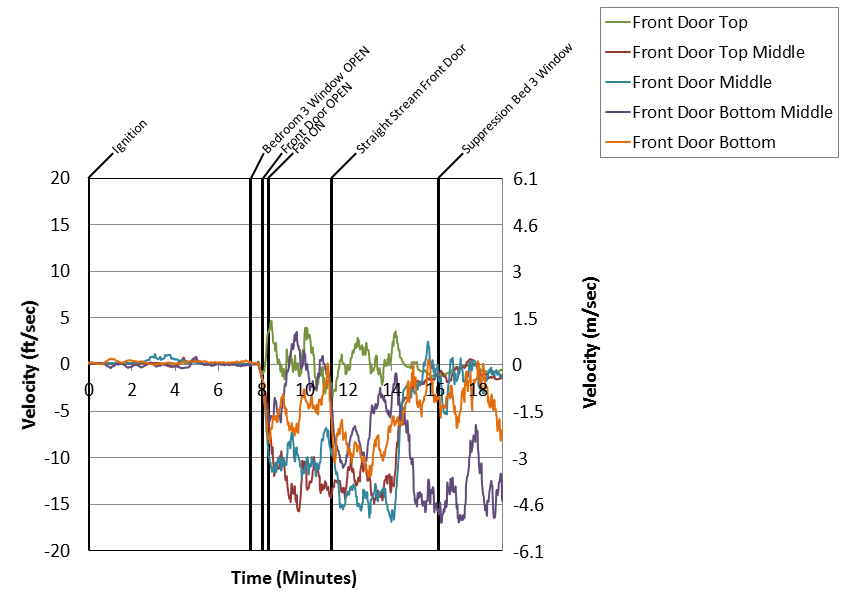 Front Door Top
Front Door Top Middle
Front Door Middle
Front Door Bottom Middle
Front Door Bottom
Ignition
Bedroom 3 Window OPEN
Front Door OPEN
Fan ON
Straight Stream Front Door
Suppression Bed 3 Window
20
15
10
5
0
-5
-10
-15
-20
6.1
4.6
3
1.5
0
-1.5
-3
-4.6
-6.1
0 2 4 6 8 10 12 14 16 18
Velocity (ft/sec)
Velocity (m/sec)
Time (Minutes)